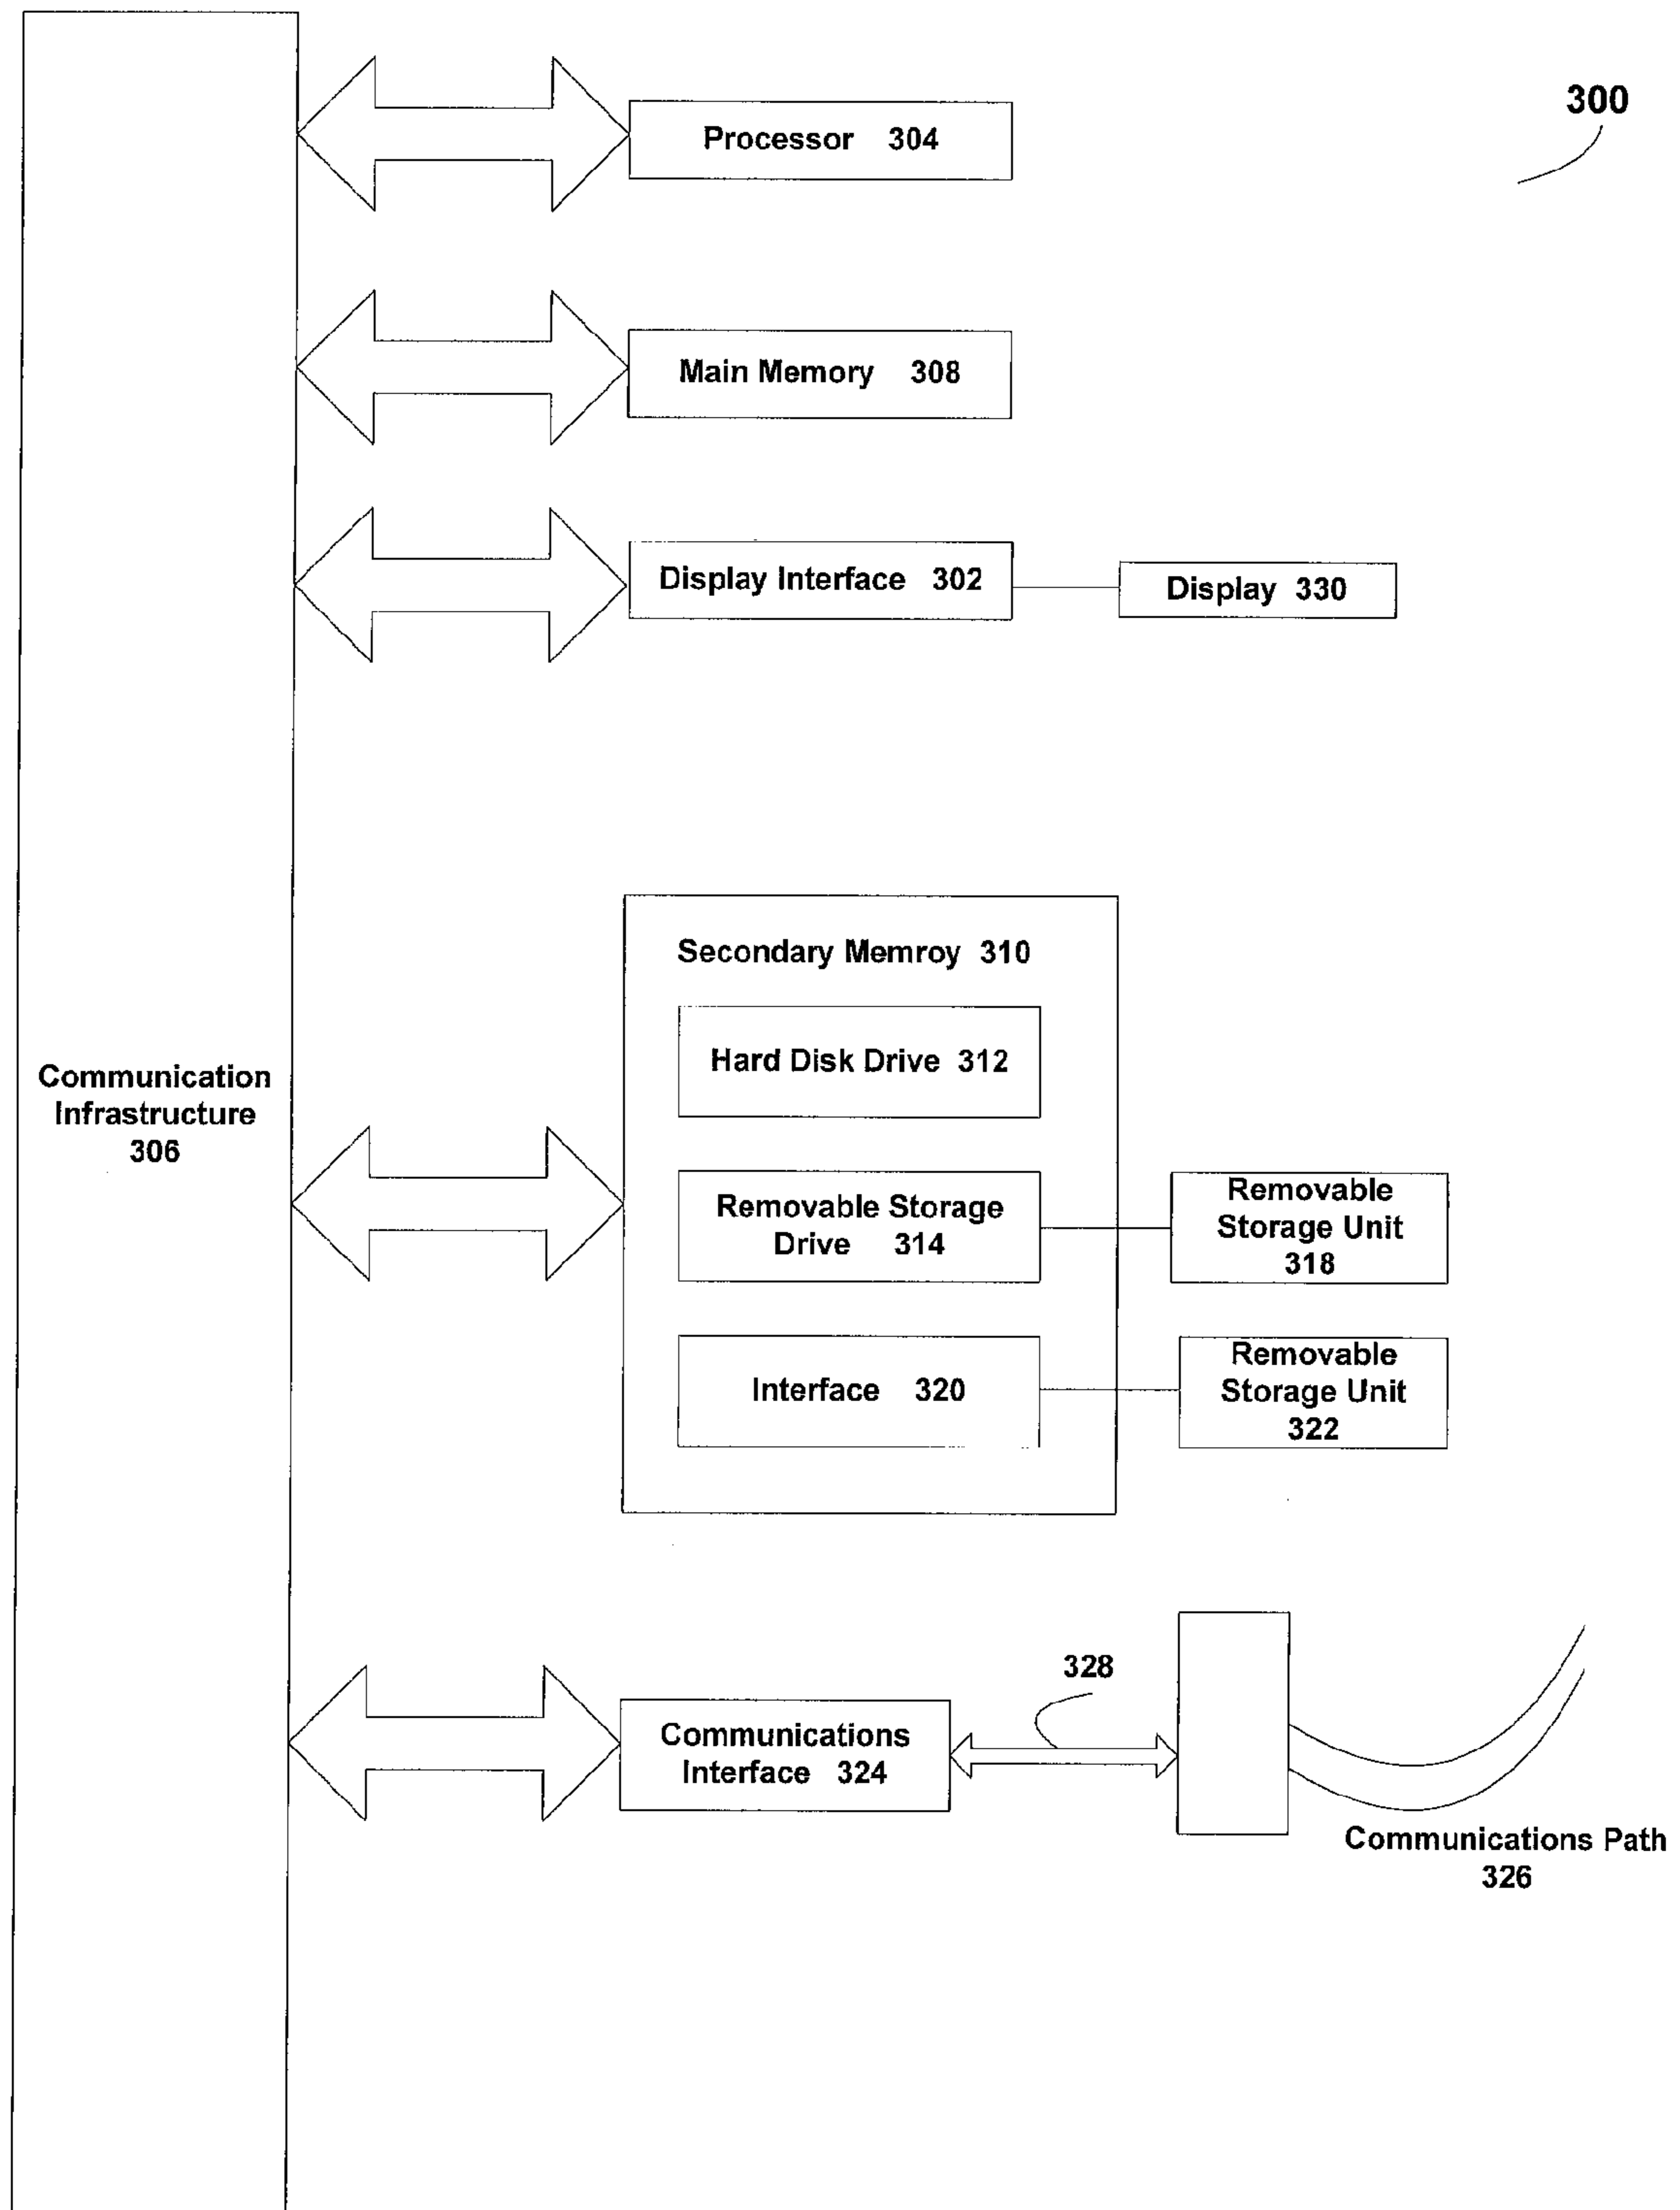 300
Processor 304
Main Memory 308
Display Interface 302
Display 330
Secondary Memroy 310
Hard Disk Drive 312
Communication
Infrastructure
306
Removable Storage
Drive 314
Removable
Storage Unit
318
Interface 320
Removable
Storage Unit
322
328
Communications
Interface 324
Communications Path
326